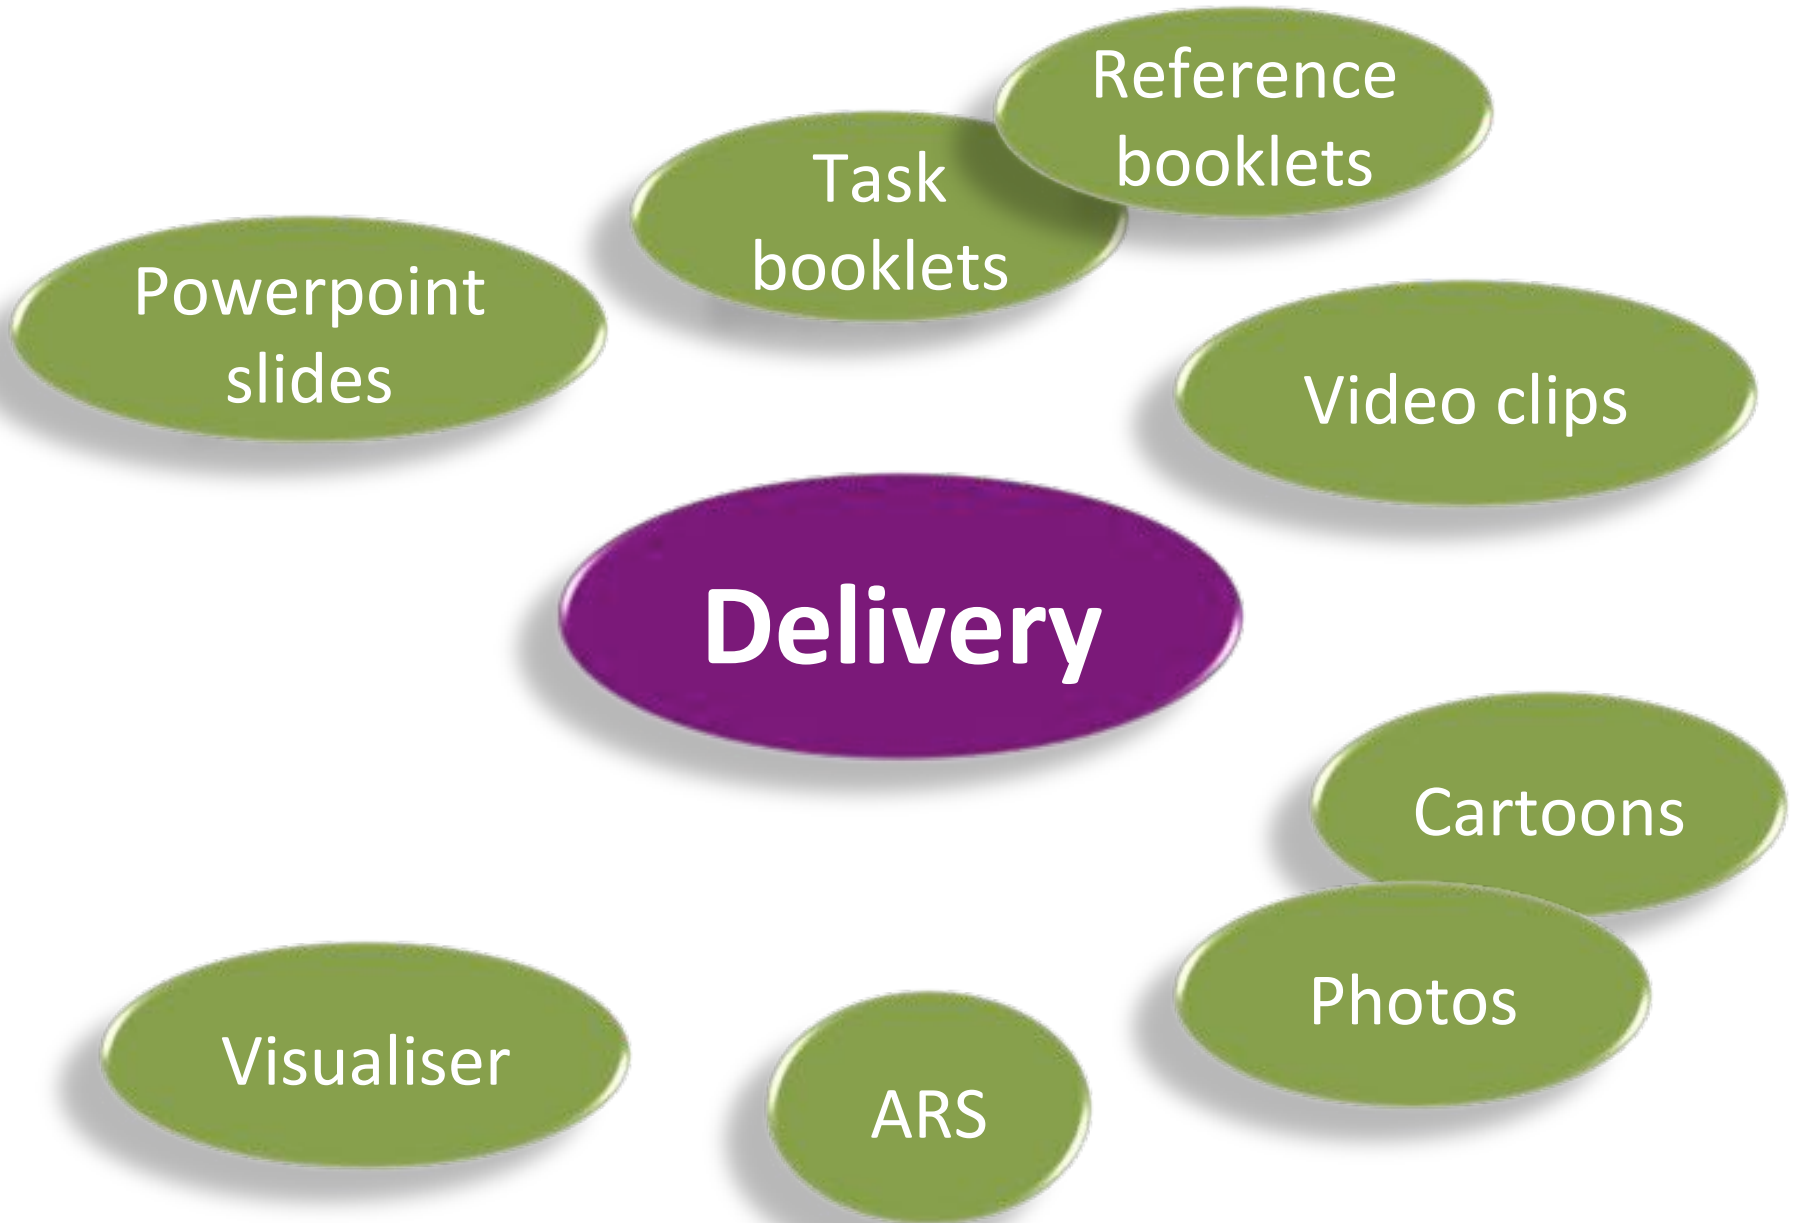 Reference
booklets
Task
booklets
Powerpoint
slides
Video clips
Delivery
Cartoons
Photos
Visualiser
ARS